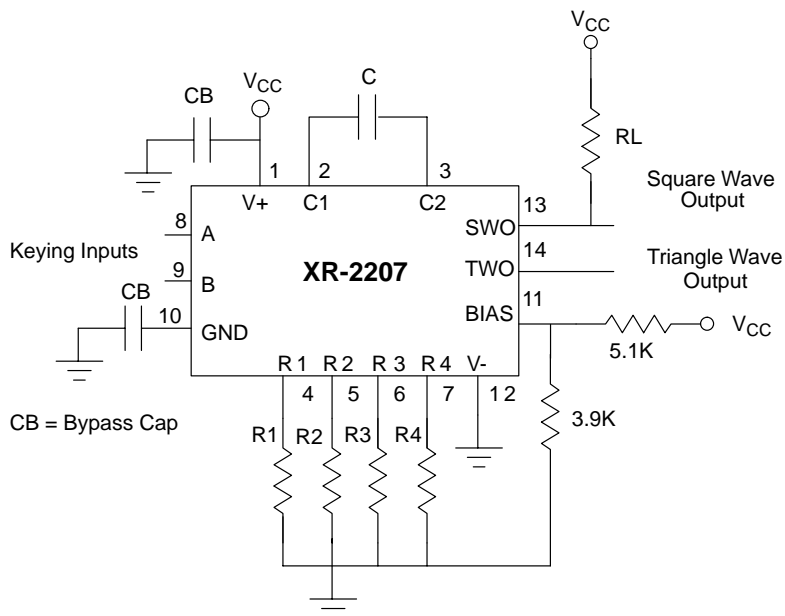 VCC
VCC
CB
C
RL
1
2
3
V+
C1
C2
13
Square Wave
Output
8
A
SWO
14
Keying Inputs
XR-2207
TWO
Triangle Wave
Output
9
B
11
CB
10
GND
BIAS
VCC
5.1K
R1
R2
R3
R4
V-
4
5
6
7
12
3.9K
CB = Bypass Cap
R1
R2
R3
R4